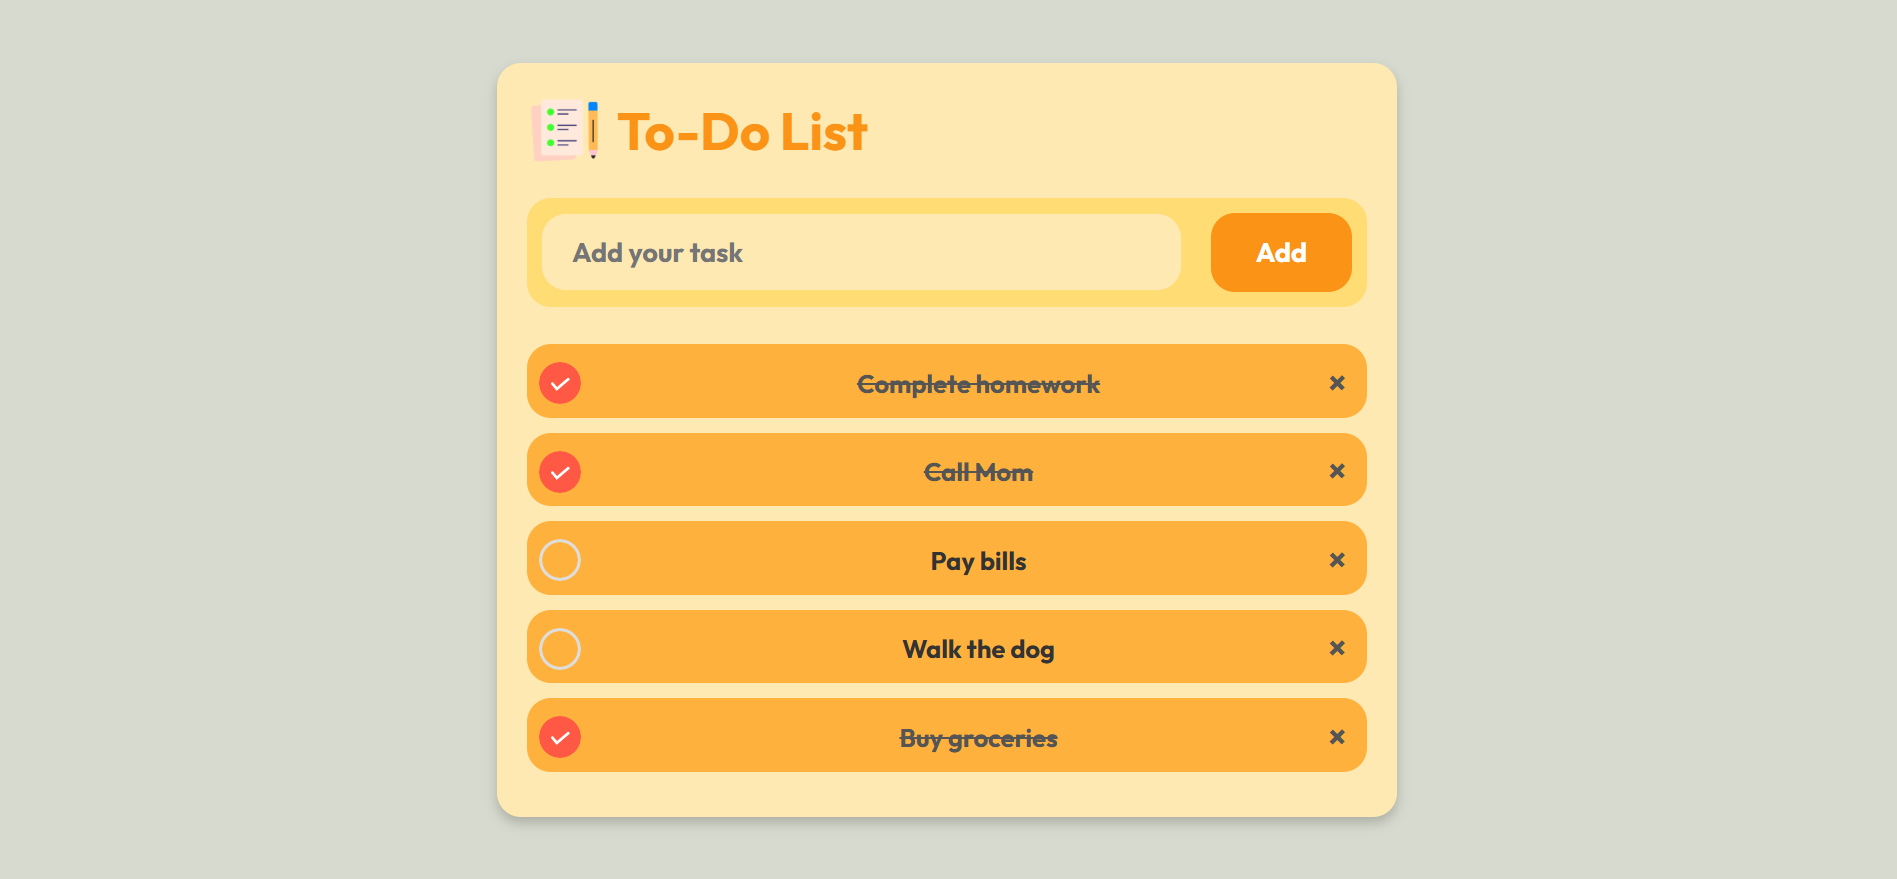 To-Do List
Add your task
Add
Complete homework
Call Mom
Pay bills
Walk the dog
Buy groceries